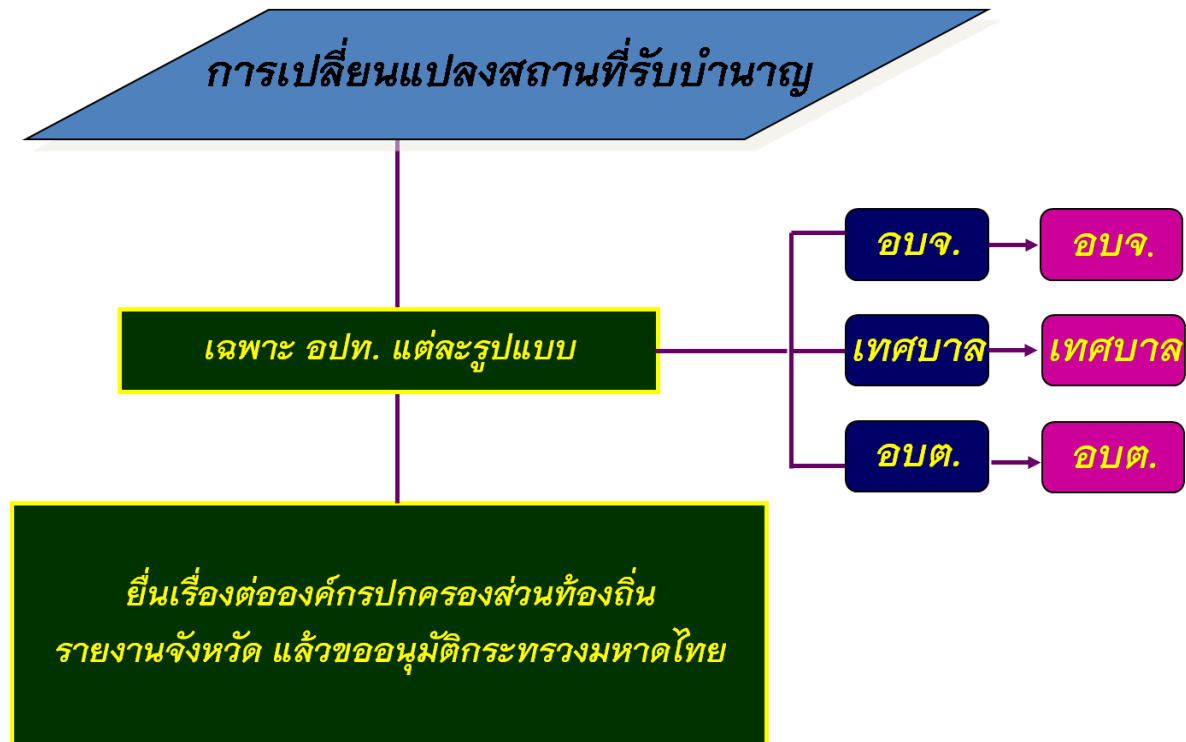 การเปลี่ยนแปลงสถานที่รับบำนาญ
อบจ.
อบจ.
เฉพาะ อปท. แต่ละรูปแบบ
เทศบาล
เทศบาล
อบต.
อบต.
ยื่นเรื่องต่อองค์กรปกครองส่วนท้องถิ่น
รายงานจังหวัด แล้วขออนุมัติกระทรวงมหาดไทย